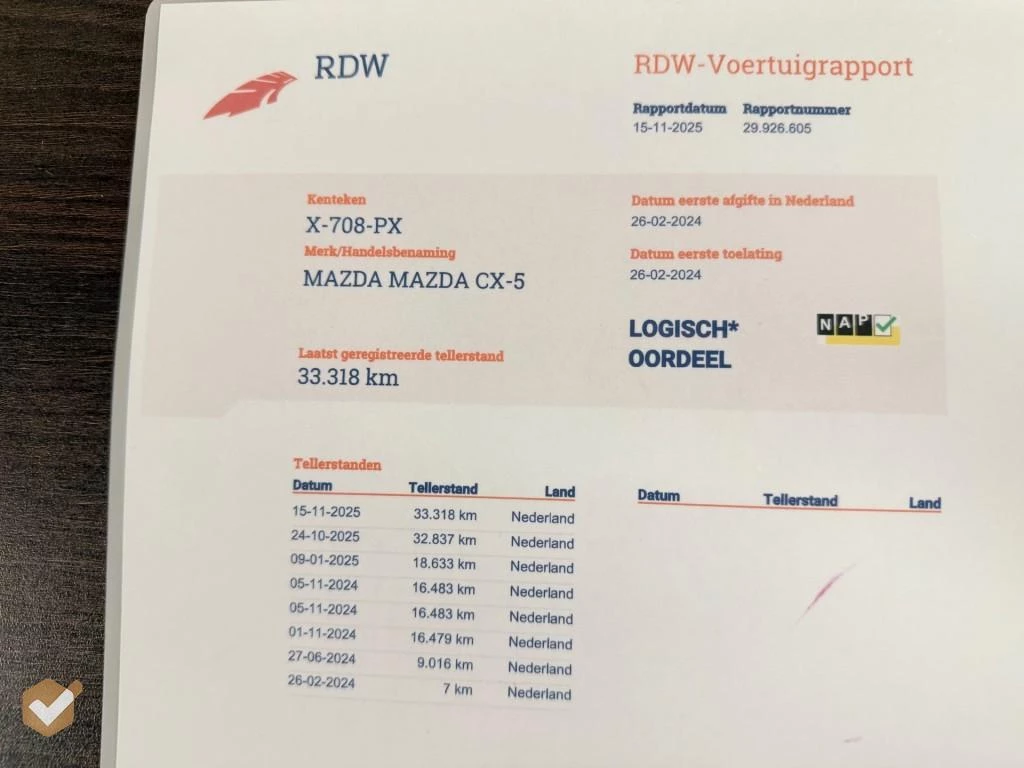 RDW
RDW-Voertuigrapport
Rapportdatum Rapportnummer
15-11-2025 29.926.605
Kenteken
X-708-PX
Merk/Handelsbenaming
MAZDA MAZDA CX-5
Laatst geregistreerde tellerstand
33.318 km
Datum eerste afgifte in Nederland
26-02-2024
Datum eerste toelating
26-02-2024
LOGISCH*
OORDEEL
NAP
Tellerstanden
Datum Tellerstand Land
15-11-2025 33.318 km Nederland
24-10-2025 32.837 km Nederland
09-01-2025 18.633 km Nederland
05-11-2024 16.483 km Nederland
05-11-2024 16.483 km Nederland
01-11-2024 16.479 km Nederland
27-06-2024 9.016 km Nederland
26-02-2024 7 km Nederland
Datum Tellerstand Land